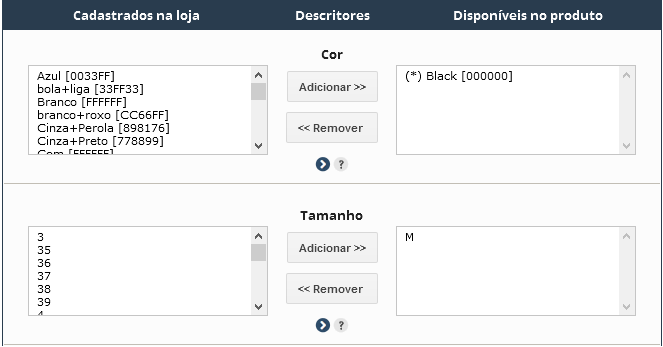 Cadastrados na loja Descritores Disponíveis no produto
Cor
Azul [0033FF]
bola+liga [33FF33]
Branco [FFFFFF]
branco+roxo [CC66FF]
Cinza+Perola [898176]
Cinza+Preto [778899]
Com [FFFFFF]
Adicionar >>
<< Remover
?
(*) Black [000000]
Tamanho
3
35
36
37
38
39
4
Adicionar >>
<< Remover
?
M